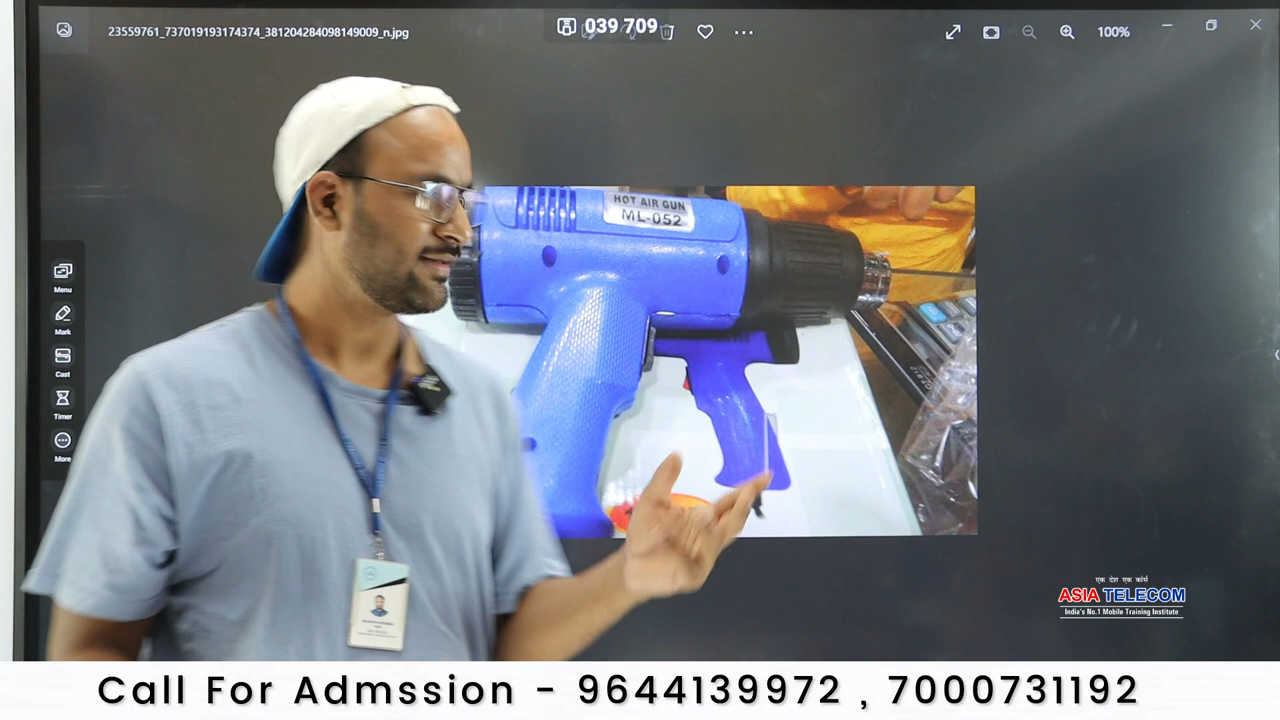 23559761_737019193174374_381204284098149009_n.jpg
039 709
100%
HOT AIR GUN
ML-052
Menu
Mark
Cast
Timer
More
एक देश एक कोर्स
ASIA TELECOM
India's No.1 Mobile Training Institute
Call For Admssion - 9644139972 , 7000731192